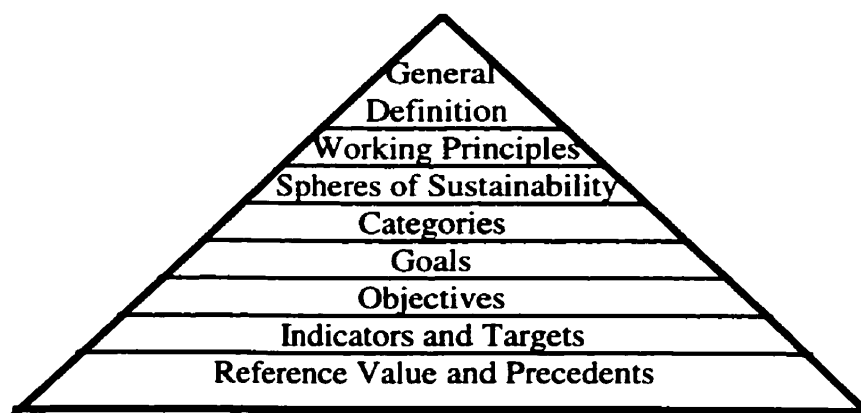 General
Definition
Working Principles
Spheres of Sustainability
Categories
Goals
Objectives
Indicators and Targets
Reference Value and Precedents